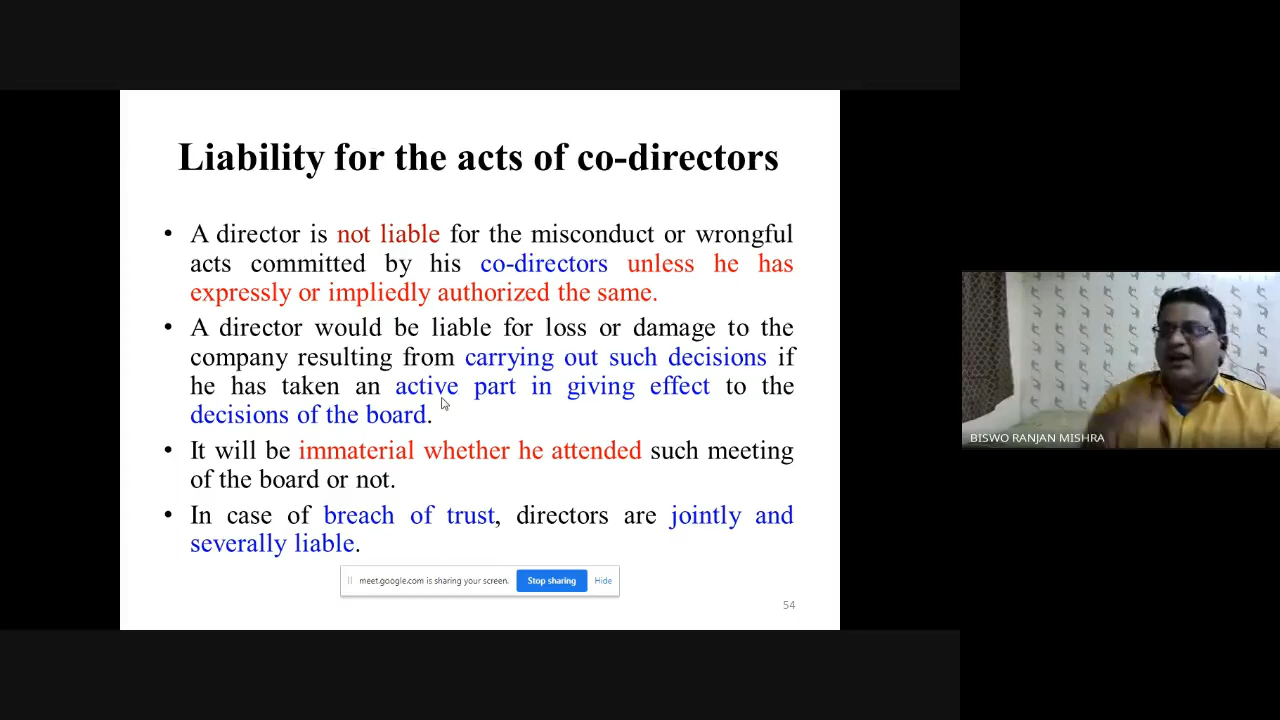 Liability for the acts of co-directors
• A director is not liable for the misconduct or wrongful
acts committed by his co-directors unless he has
expressly or impliedly authorized the same.
• A director would be liable for loss or damage to the
company resulting from carrying out such decisions if
he has taken an active part in giving effect to the
decisions of the board.
• It will be immaterial whether he attended such meeting
of the board or not.
• In case of breach of trust, directors are jointly and
severally liable.
meet.google.com is sharing your screen. Stop sharing Hide
54
BISWO RANJAN MISHRA